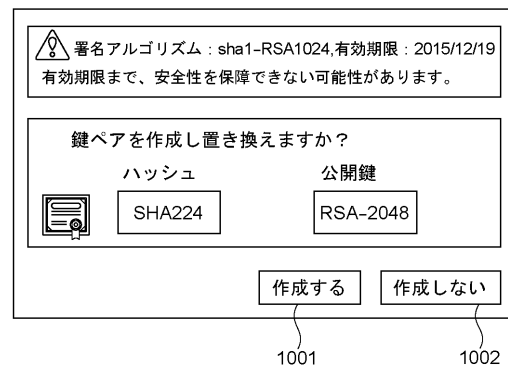 署名アルゴリズム：sha1-RSA1024,有効期限：2015/12/19
有効期限まで、安全性を保障できない可能性があります。
鍵ペアを作成し置き換えますか？
ハッシュ 公開鍵
SHA224 RSA-2048
作成する 作成しない
1001 1002